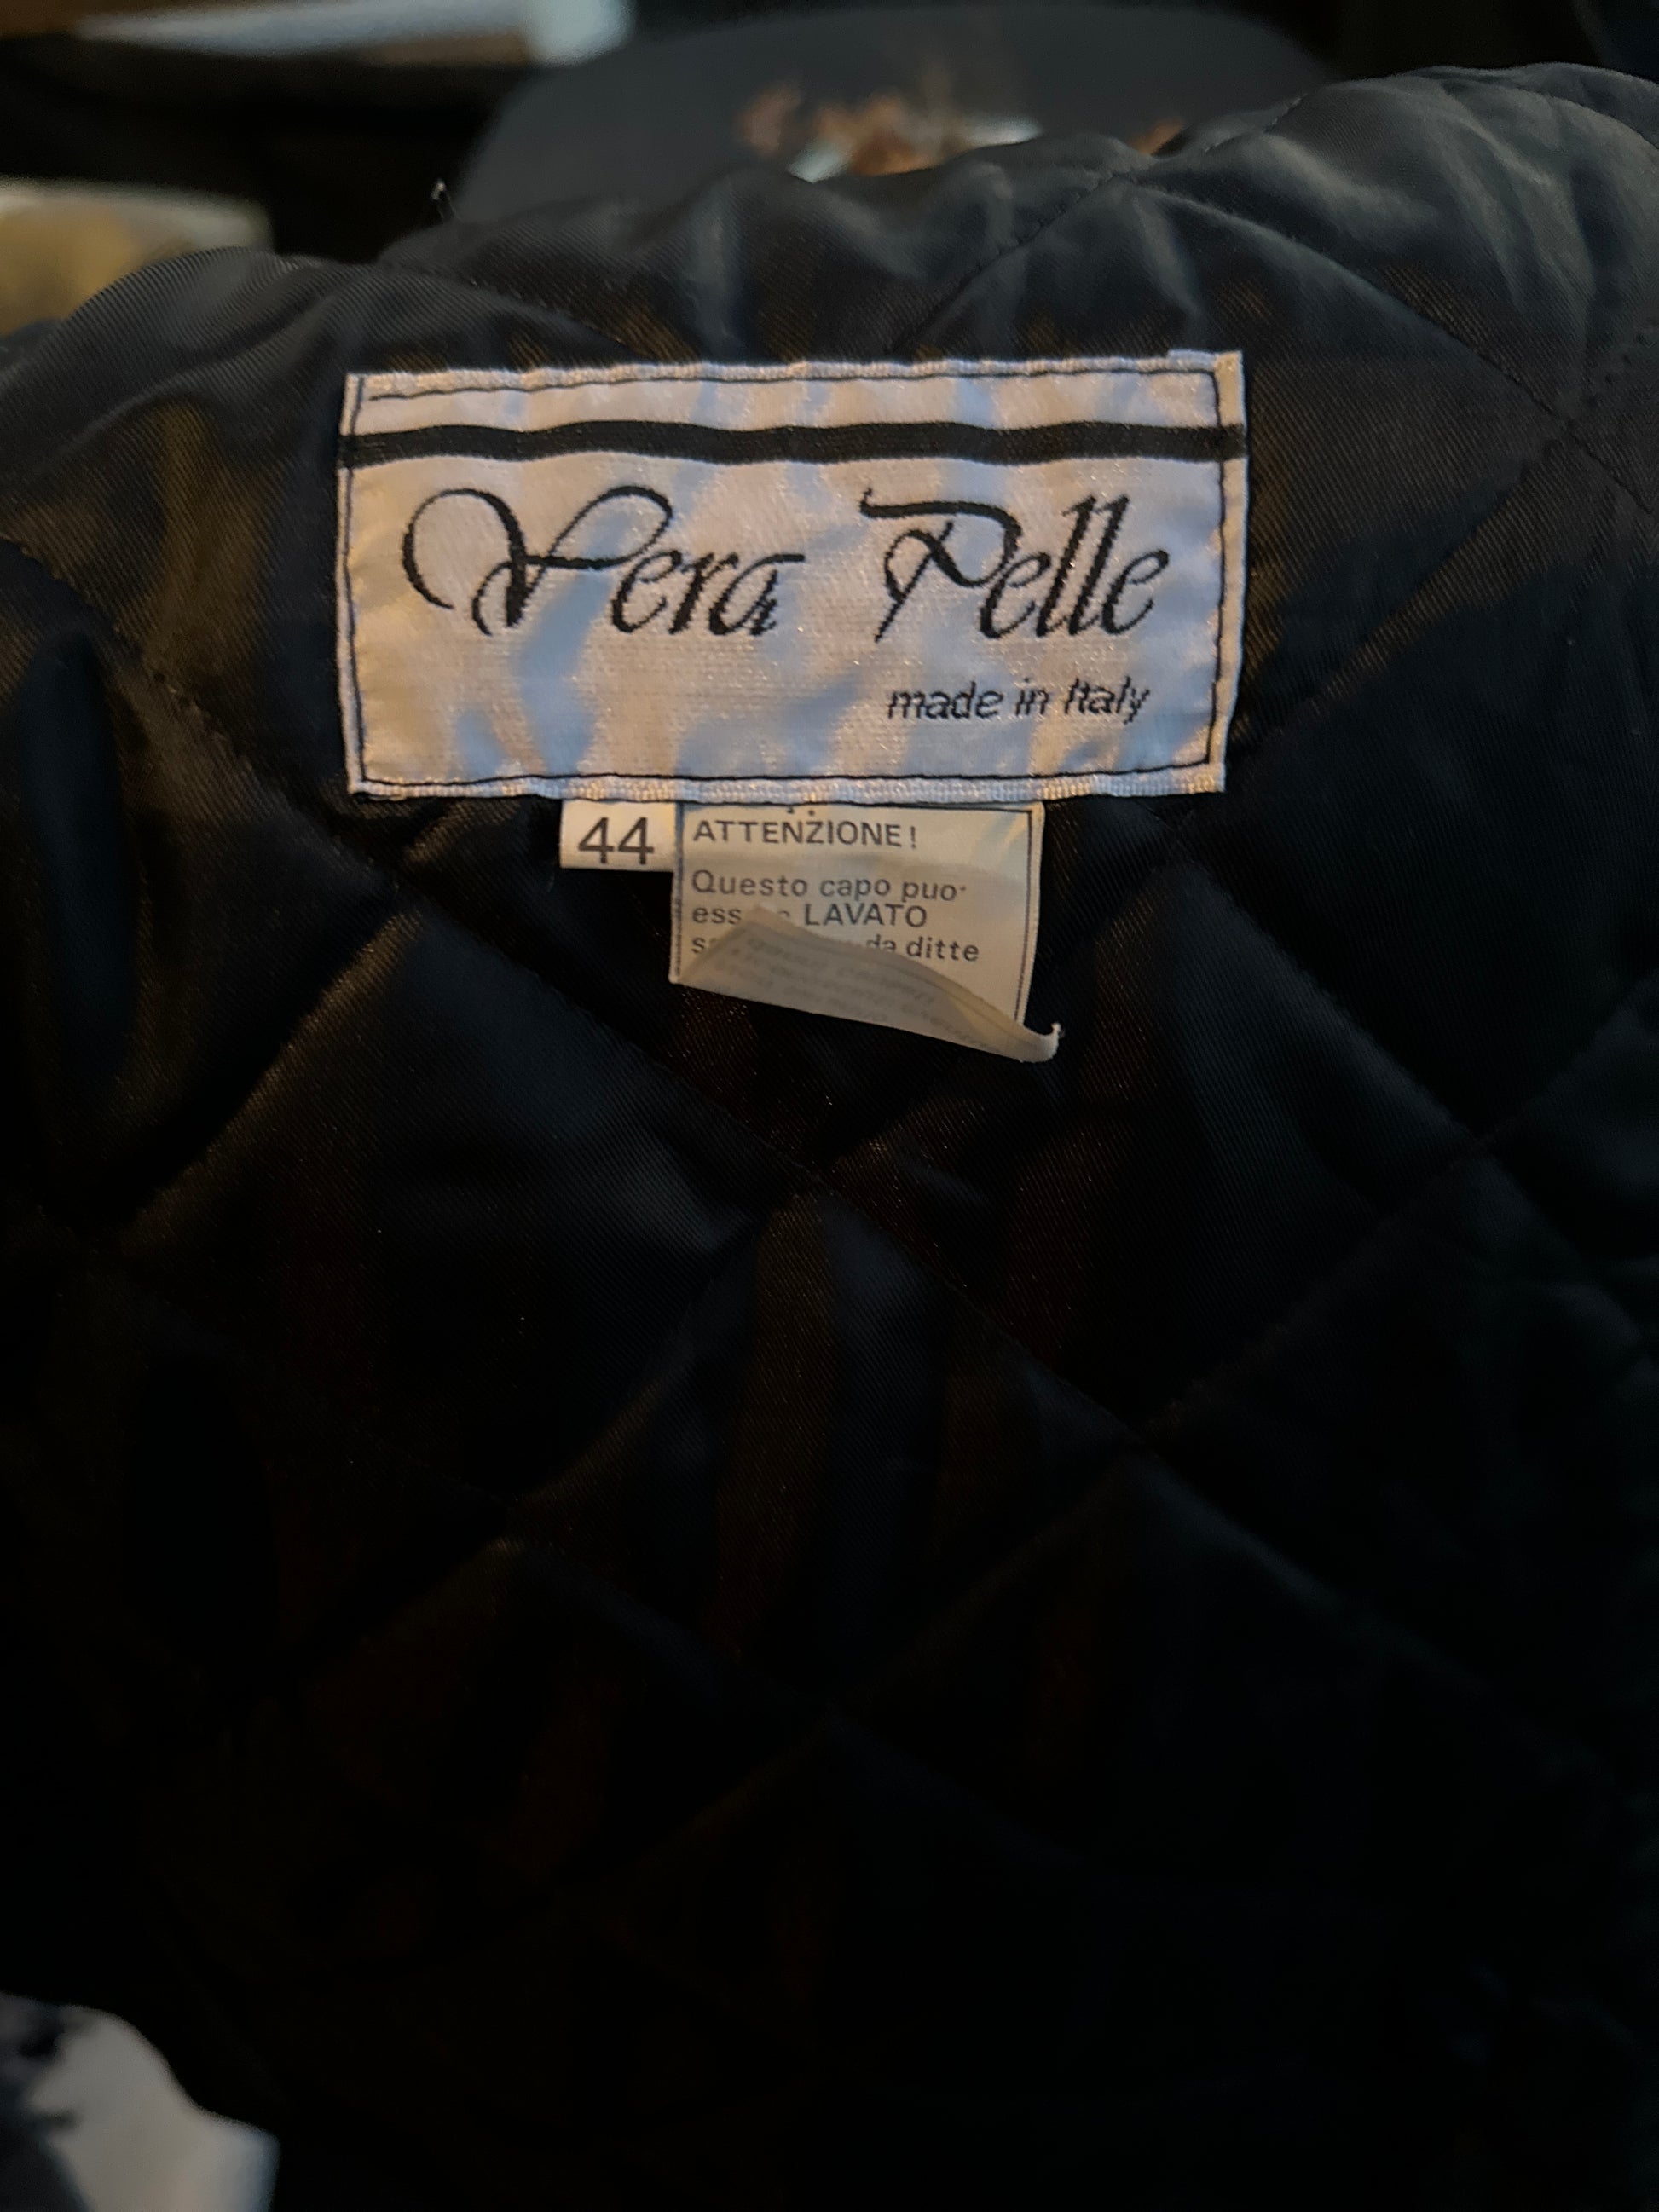 Vera Pelle
made in Italy
44
ATTENZIONE!
Questo capo puo'
LAVATO
da ditte